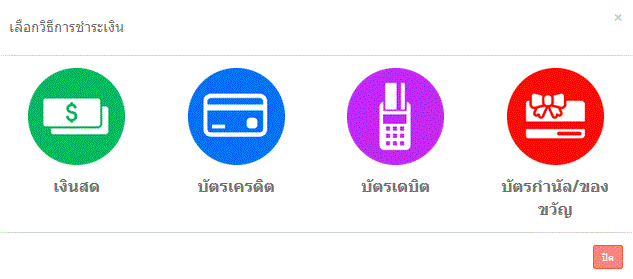 เลือกวิธีการชำระเงิน
×
$
เงินสด
บัตรเครดิต
บัตรเดบิต
บัตรกำนัล/ของ
ขวัญ
ปิด